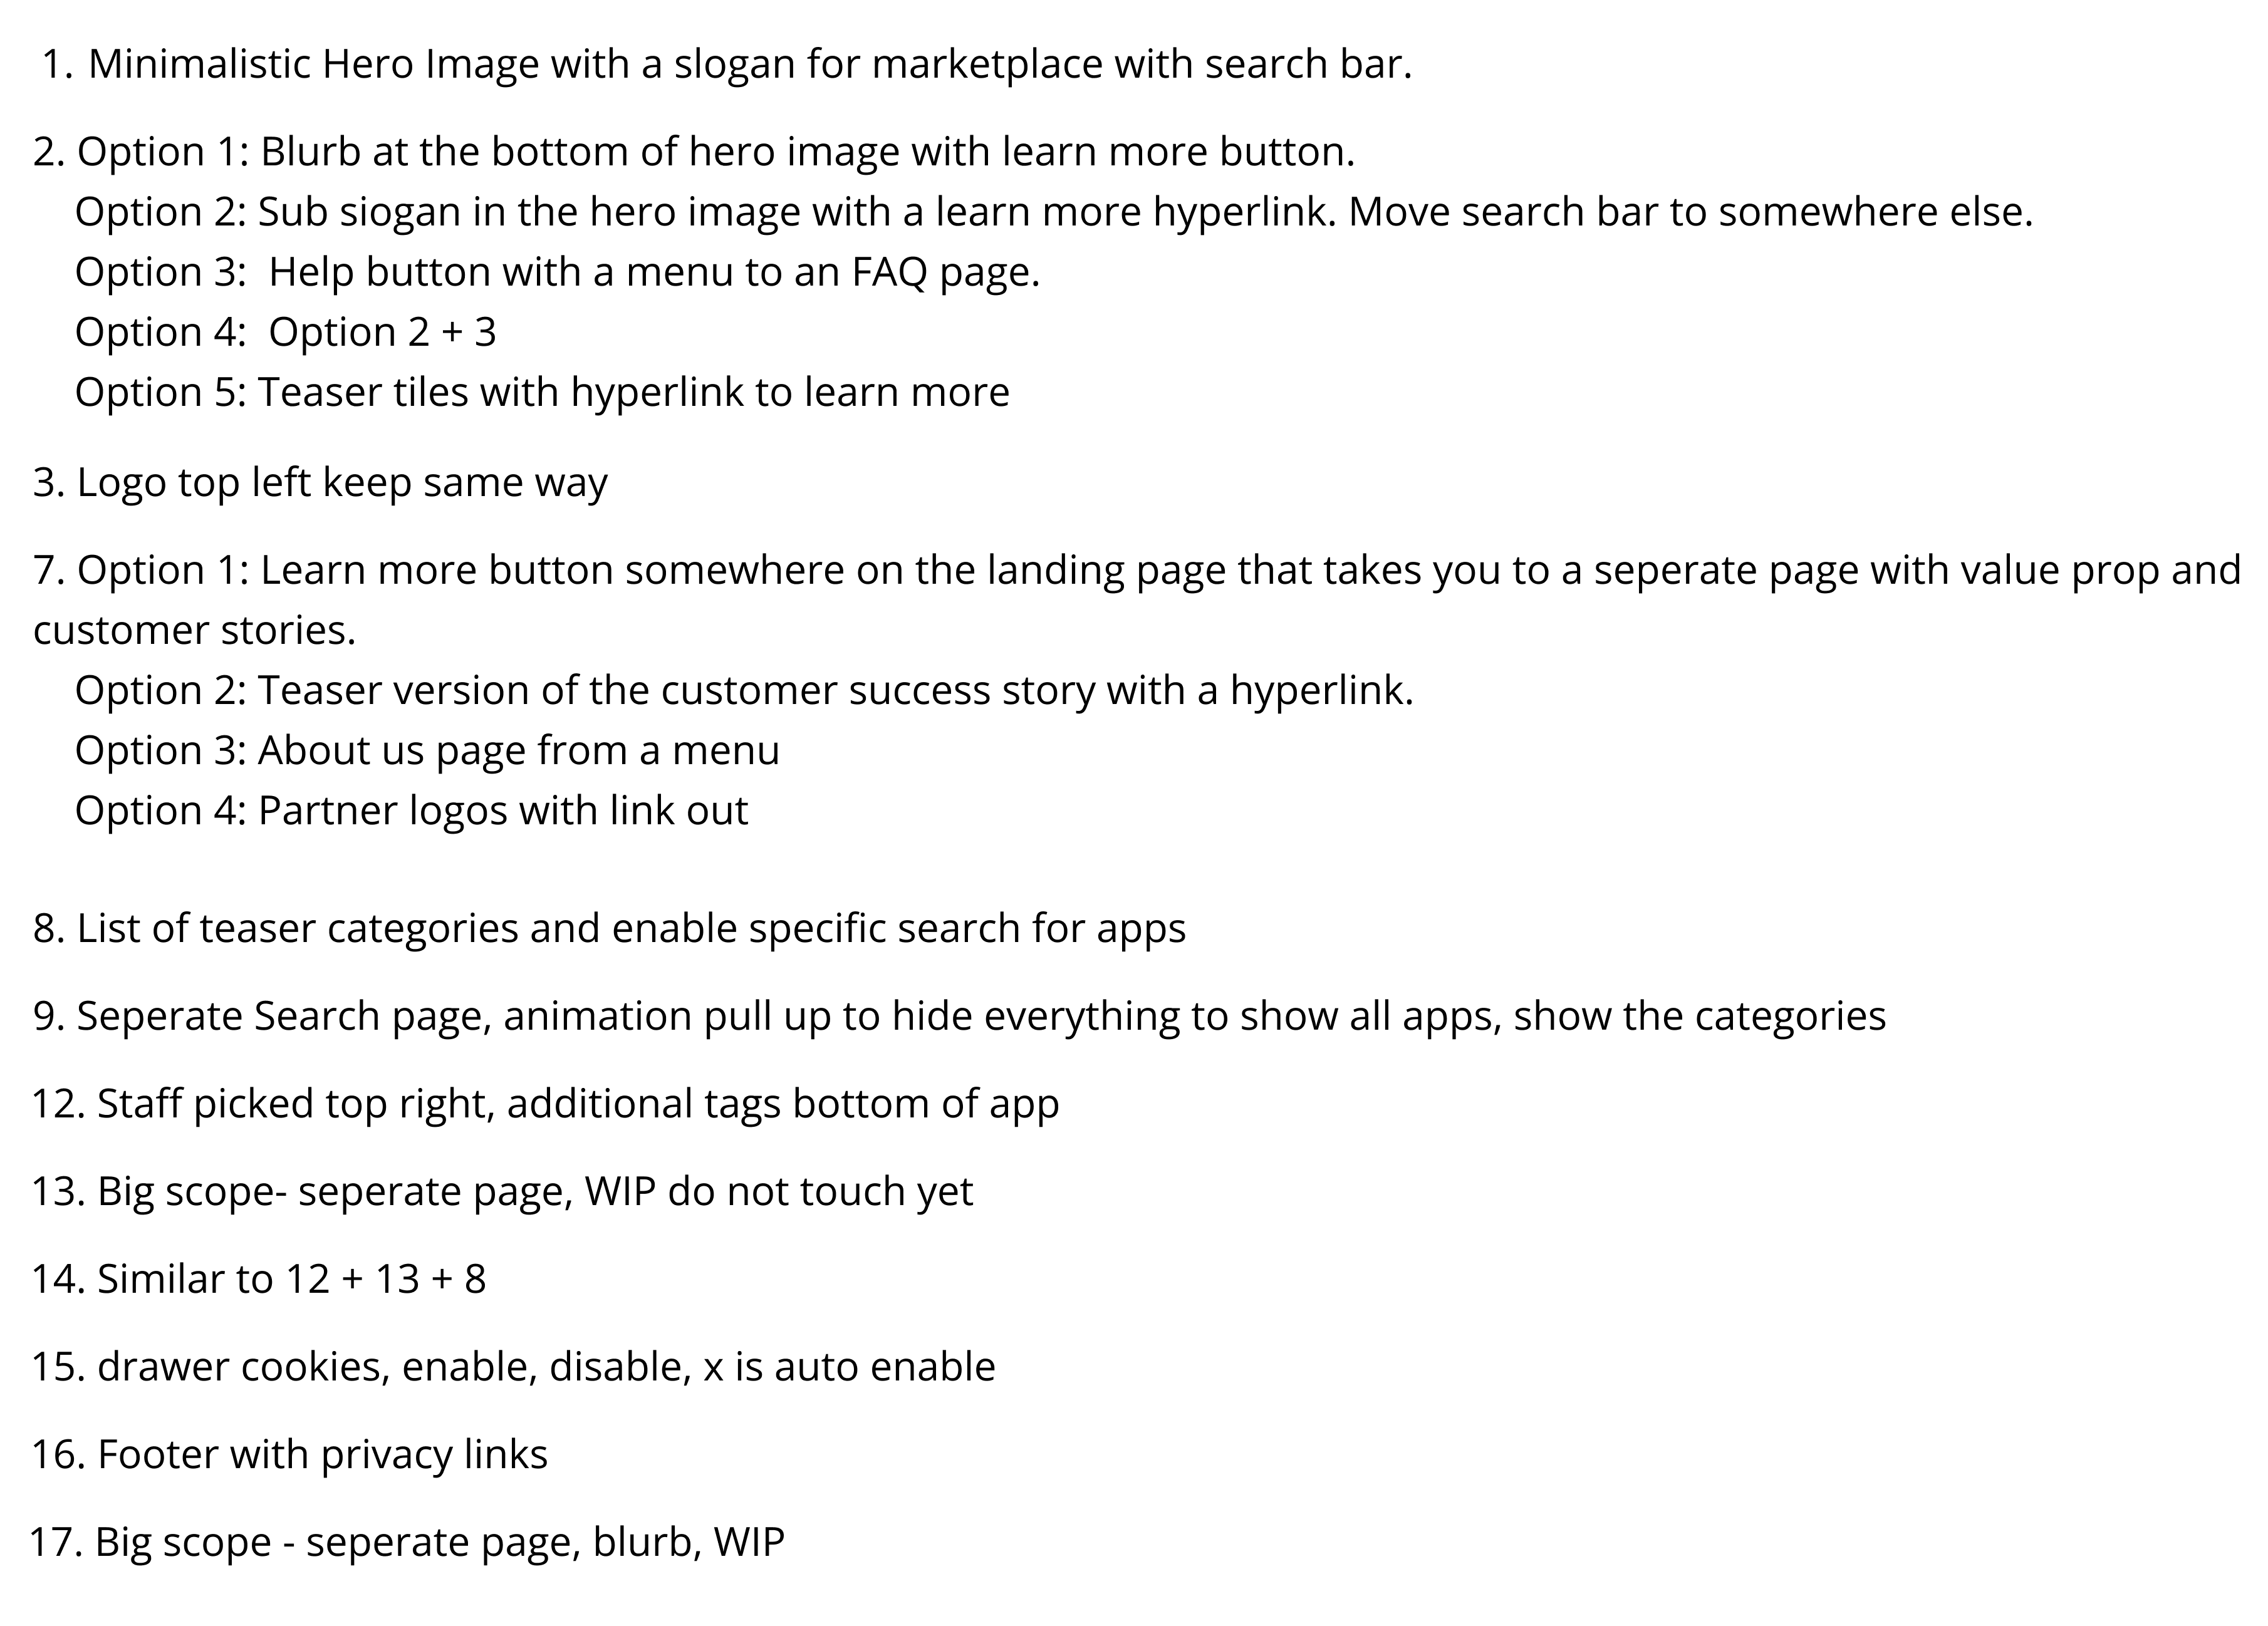 1. Minimalistic Hero Image with a slogan for marketplace with search bar.
2. Option 1: Blurb at the bottom of hero image with learn more button.
Option 2: Sub siogan in the hero image with a learn more hyperlink. Move search bar to somewhere else.
Option 3: Help button with a menu to an FAQ page.
Option 4: Option 2 + 3
Option 5: Teaser tiles with hyperlink to learn more
3. Logo top left keep same way
7. Option 1: Learn more button somewhere on the landing page that takes you to a seperate page with value prop and
customer stories.
Option 2: Teaser version of the customer success story with a hyperlink.
Option 3: About us page from a menu
Option 4: Partner logos with link out
8. List of teaser categories and enable specific search for apps
9. Seperate Search page, animation pull up to hide everything to show all apps, show the categories
12. Staff picked top right, additional tags bottom of app
13. Big scope- seperate page, WIP do not touch yet
14. Similar to 12 + 13 + 8
15. drawer cookies, enable, disable, x is auto enable
16. Footer with privacy links
17. Big scope - seperate page, blurb, WIP